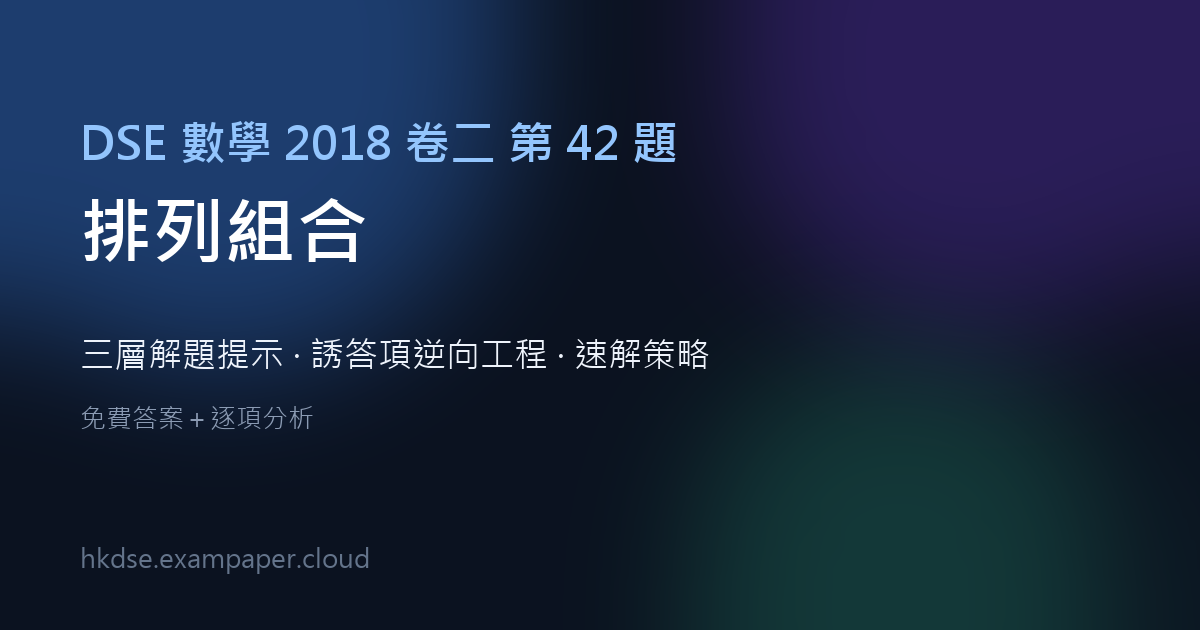 DSE 數學 2018 卷二 第 42 題
排列組合
三層解題提示 · 誘答項逆向工程 · 速解策略
免費答案 + 逐項分析
hkdse.exampaper.cloud